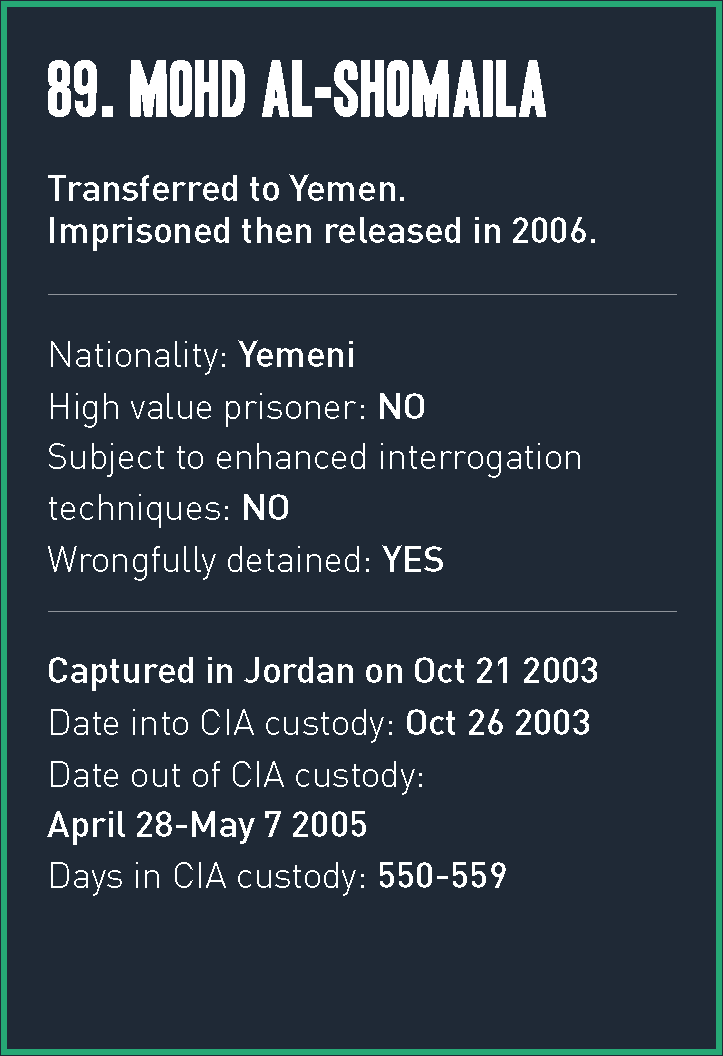 89. MOHD AL-SHOMAILA
Transferred to Yemen.
Imprisoned then released in 2006.
Nationality: Yemeni
High value prisoner: NO
Subject to enhanced interrogation
techniques: NO
Wrongfully detained: YES
Captured in Jordan on Oct 21 2003
Date into CIA custody: Oct 26 2003
Date out of CIA custody:
April 28-May 7 2005
Days in CIA custody: 550-559